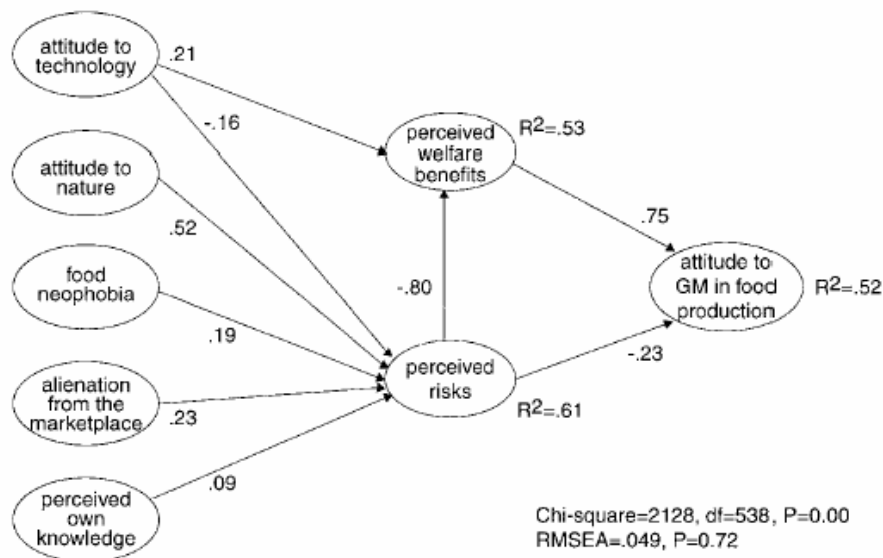 attitude to
technology
.21
-.16
attitude to
nature
.52
food
neophobia
.19
alienation
from the
marketplace
.23
perceived
own
knowledge
.09
perceived
welfare
benefits
R2=.53
-.80
perceived
risks
R2=.61
.75
-.23
attitude to
GM in food
production
R2=.52
Chi-square=2128, df=538, P=0.00
RMSEA=.049, P=0.72